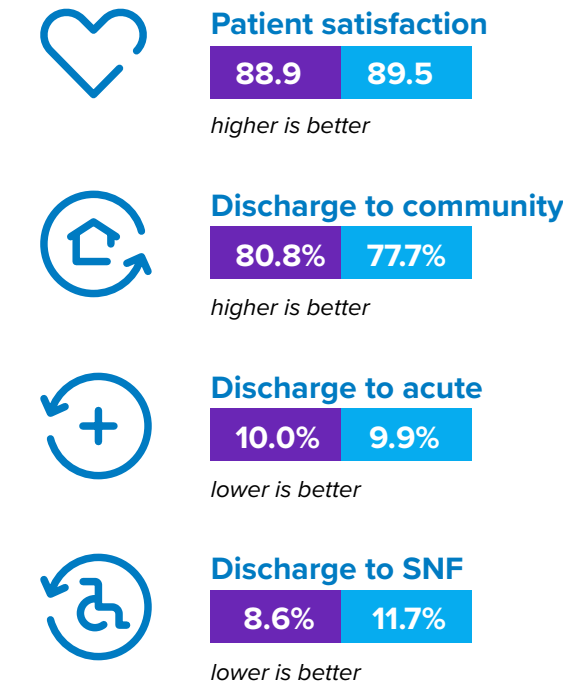 Patient satisfaction
88.9 89.5
higher is better
Discharge to community
80.8% 77.7%
higher is better
Discharge to acute
10.0% 9.9%
lower is better
Discharge to SNF
8.6% 11.7%
lower is better